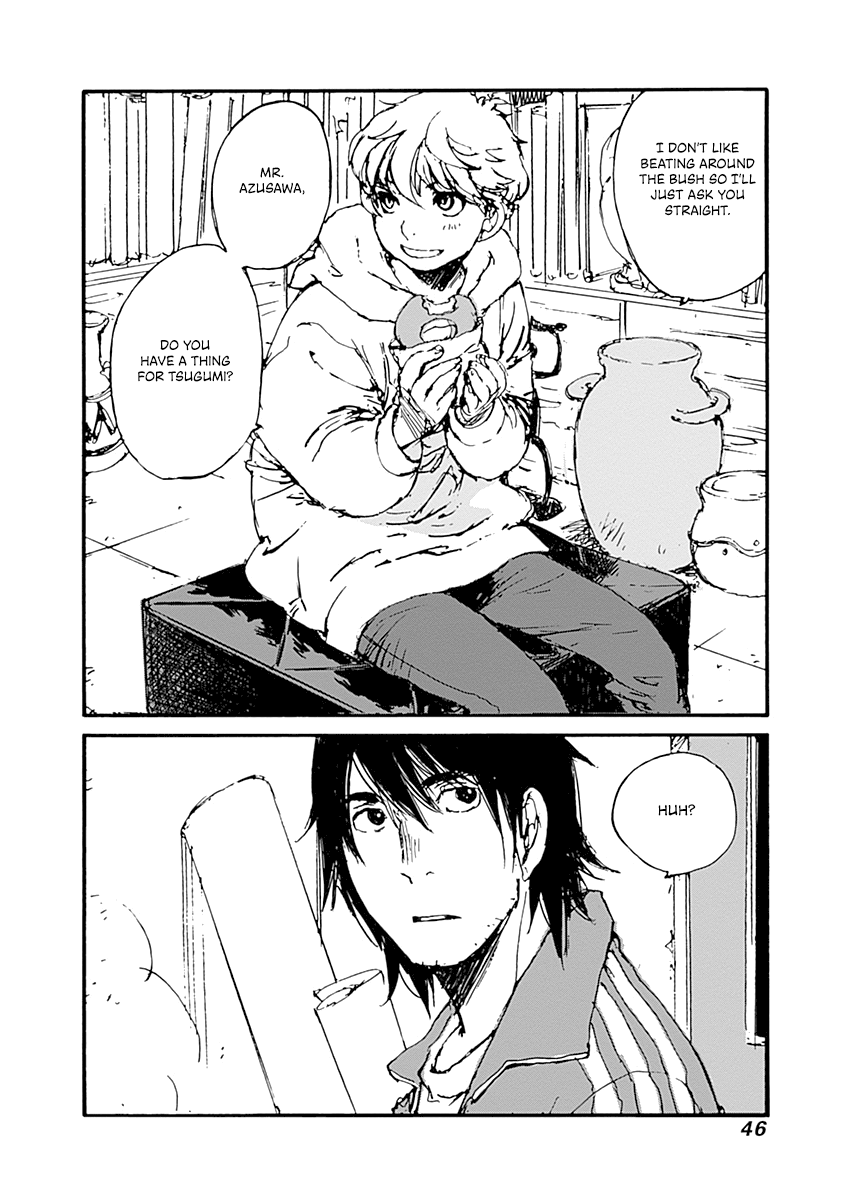 I DON'T LIKE
BEATING AROUND
THE BUSH SO I'LL
JUST ASK YOU
STRAIGHT.
MR.
AZUSAWA,
DO YOU
HAVE A THING
FOR TSUGUMI?
HUH?
46